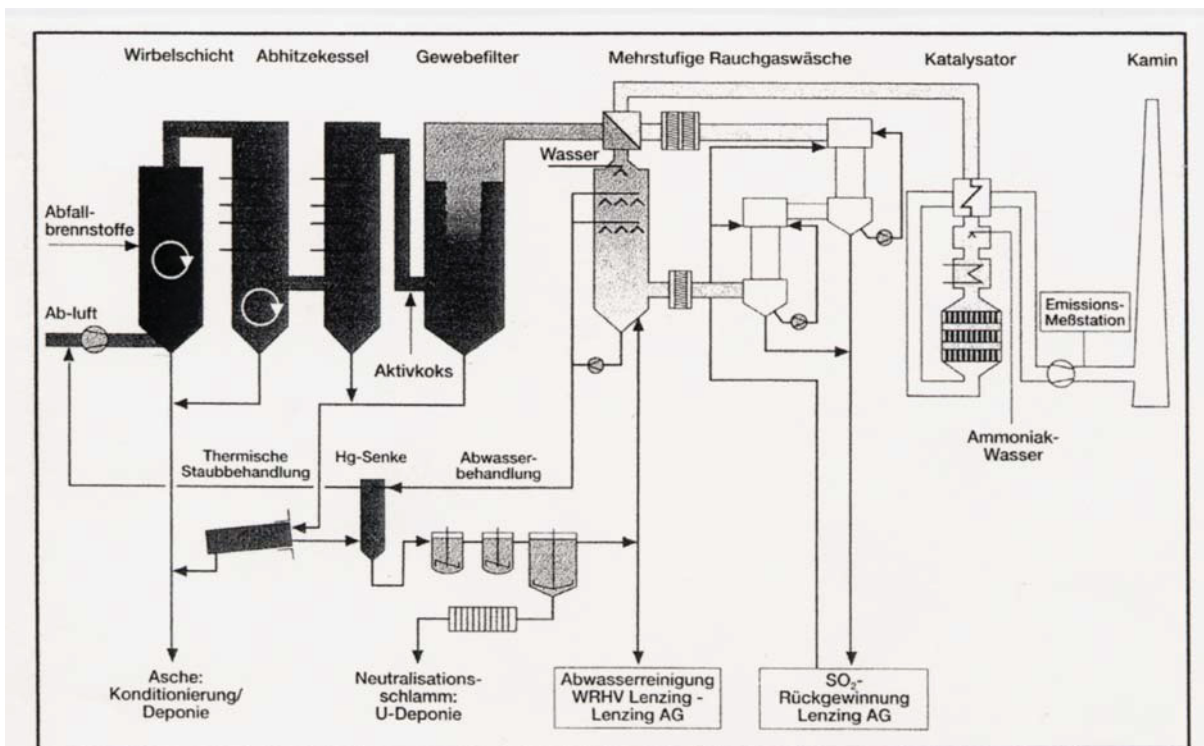 Wirbelschicht Abhitzekessel Gewebefilter Mehrstufige Rauchgaswäsche Katalysator Kamin
Wasser
Abfall-
brennstoffe
Ab-luft
Aktivkoks
Emissions-
Meßstation
Ammoniak-
Wasser
Thermische
Staubbehandlung
Hg-Senke
Abwasser-
behandlung
Asche:
Konditionierung/
Deponie
Neutralisations-
schlamm:
U-Deponie
Abwasserreinigung
WRHV Lenzing -
Lenzing AG
SO₂-
Rückgewinnung
Lenzing AG